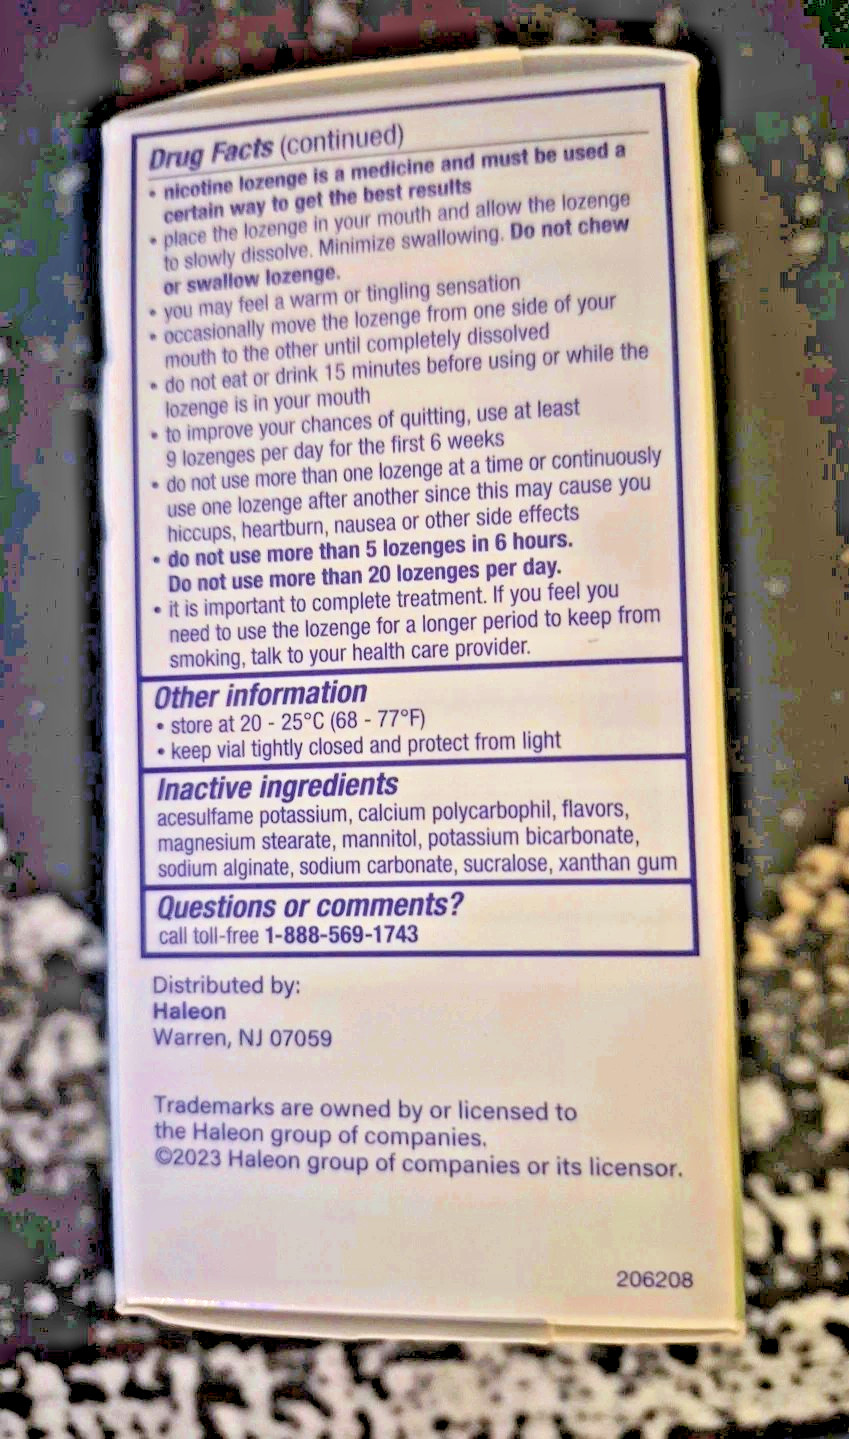 Drug Facts (continued)
• nicotine lozenge is a medicine and must be used a
certain way to get the best results
• place the lozenge in your mouth and allow the lozenge
to slowly dissolve. Minimize swallowing. Do not chew
or swallow lozenge.
• you may feel a warm or tingling sensation
• occasionally move the lozenge from one side of your
mouth to the other until completely dissolved
• do not eat or drink 15 minutes before using or while the
lozenge is in your mouth
• to improve your chances of quitting, use at least
9 lozenges per day for the first 6 weeks
• do not use more than one lozenge at a time or continuously
use one lozenge after another since this may cause you
hiccups, heartburn, nausea or other side effects
• do not use more than 5 lozenges in 6 hours.
Do not use more than 20 lozenges per day.
• it is important to complete treatment. If you feel you
need to use the lozenge for a longer period to keep from
smoking, talk to your health care provider.
Other information
• store at 20 - 25°C (68 - 77°F)
• keep vial tightly closed and protect from light
Inactive ingredients
acesulfame potassium, calcium polycarbophil, flavors,
magnesium stearate, mannitol, potassium bicarbonate,
sodium alginate, sodium carbonate, sucralose, xanthan gum
Questions or comments?
call toll-free 1-888-569-1743
Distributed by:
Haleon
Warren, NJ 07059
Trademarks are owned by or licensed to
the Haleon group of companies.
©2023 Haleon group of companies or its licensor.
206208